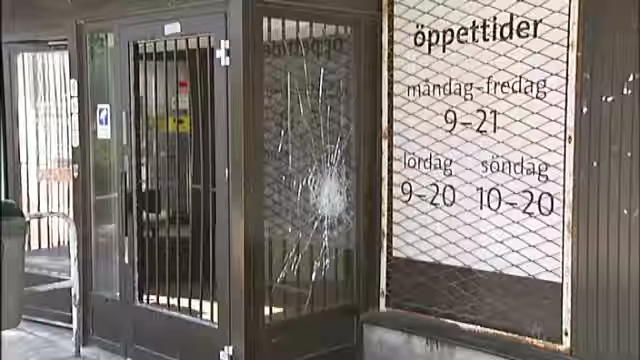 öppettider
måndag-fredag
9-21
lördag söndag
9-20 10-20